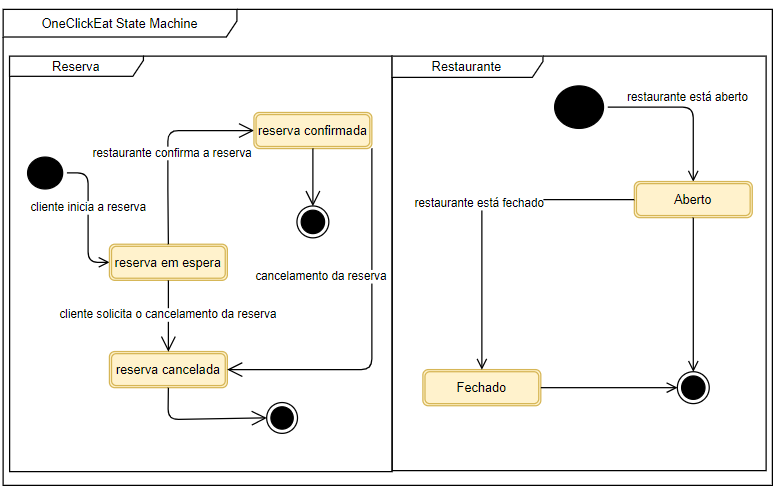 OneClickEat State Machine
Reserva
Restaurante
restaurante está aberto
reserva confirmada
restaurante confirma a reserva
cliente inicia a reserva
restaurante está fechado
Aberto
reserva em espera
cancelamento da reserva
cliente solicita o cancelamento da reserva
reserva cancelada
Fechado